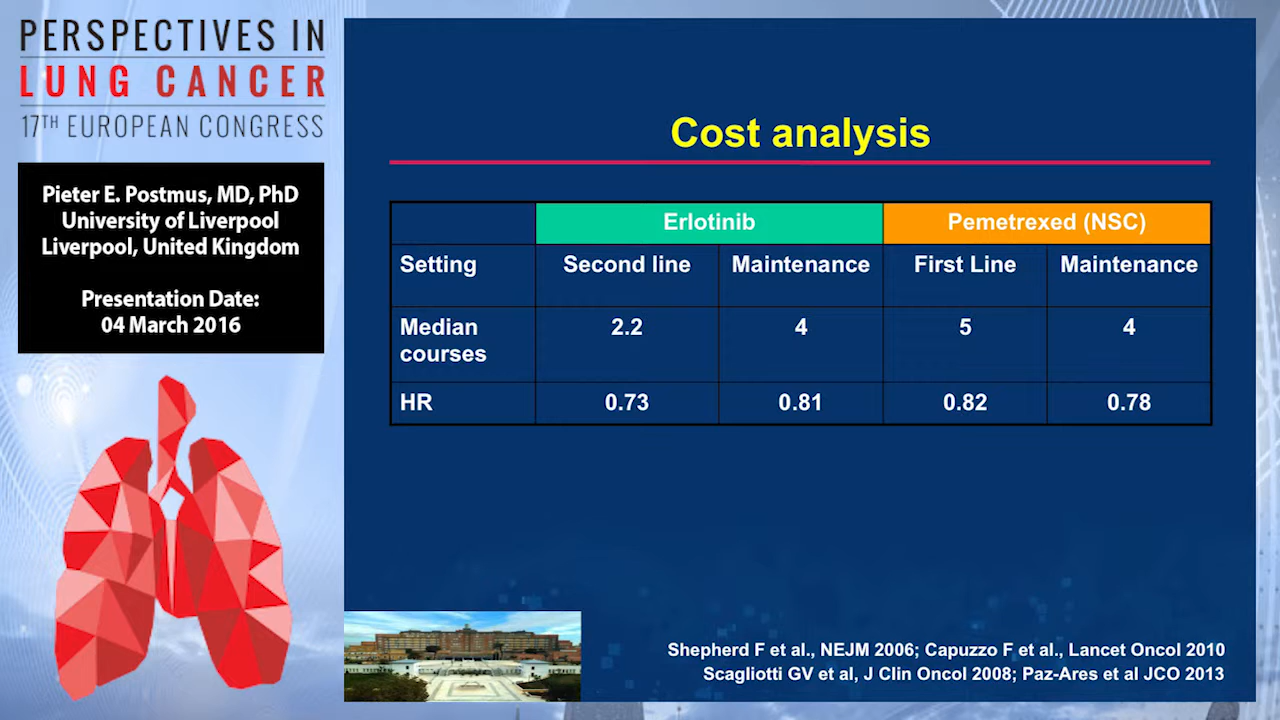 PERSPECTIVES IN
LUNG CANCER
17TH EUROPEAN CONGRESS
Pieter E. Postmus, MD, PhD
University of Liverpool
Liverpool, United Kingdom
Presentation Date:
04 March 2016
Cost analysis
Erlotinib Pemetrexed (NSC)
Setting Second line Maintenance First Line Maintenance
Median courses 2.2 4 5 4
HR 0.73 0.81 0.82 0.78
Shepherd F et al., NEJM 2006; Capuzzo F et al., Lancet Oncol 2010
Scagliotti GV et al, J Clin Oncol 2008; Paz-Ares et al JCO 2013